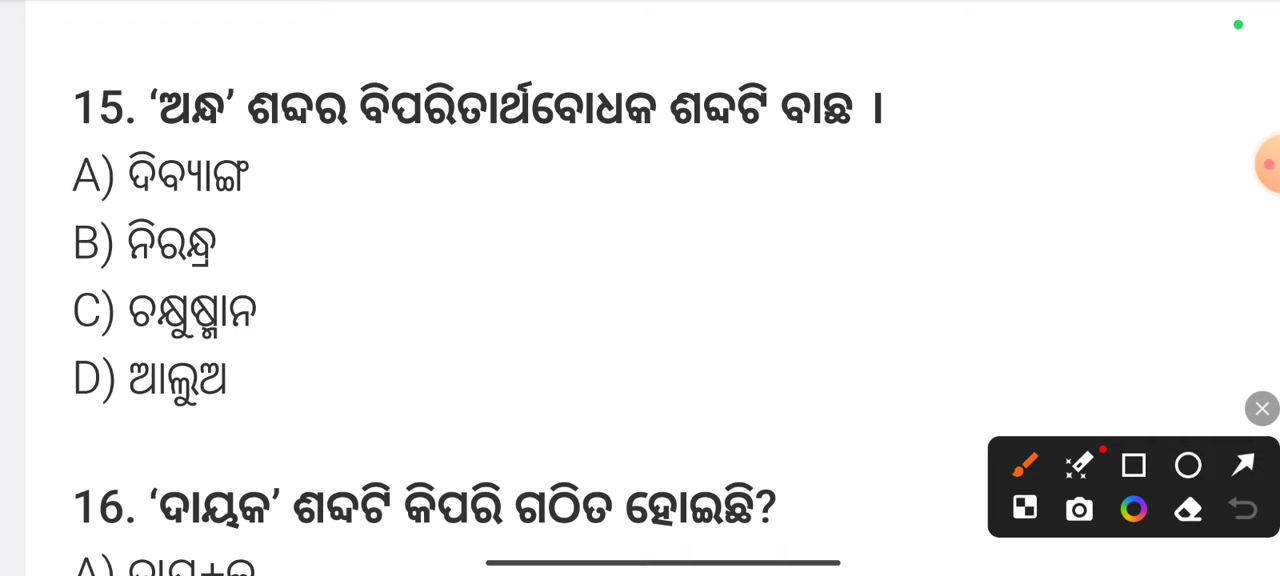 15. ‘ଅନ୍ଧ’ ଶବ୍ଦର ବିପରିତାର୍ଥବୋଧକ ଶବ୍ଦଟି ବାଛ ।
A) ଦିବ୍ୟାଙ୍ଗ
B) ନିରନ୍ଧ୍ର
C) ଚକ୍ଷୁଷ୍ମାନ
D) ଆଲୁଅ
16. ‘ଦାୟକ’ ଶବ୍ଦଟି କିପରି ଗଠିତ ହୋଇଛି?
A)